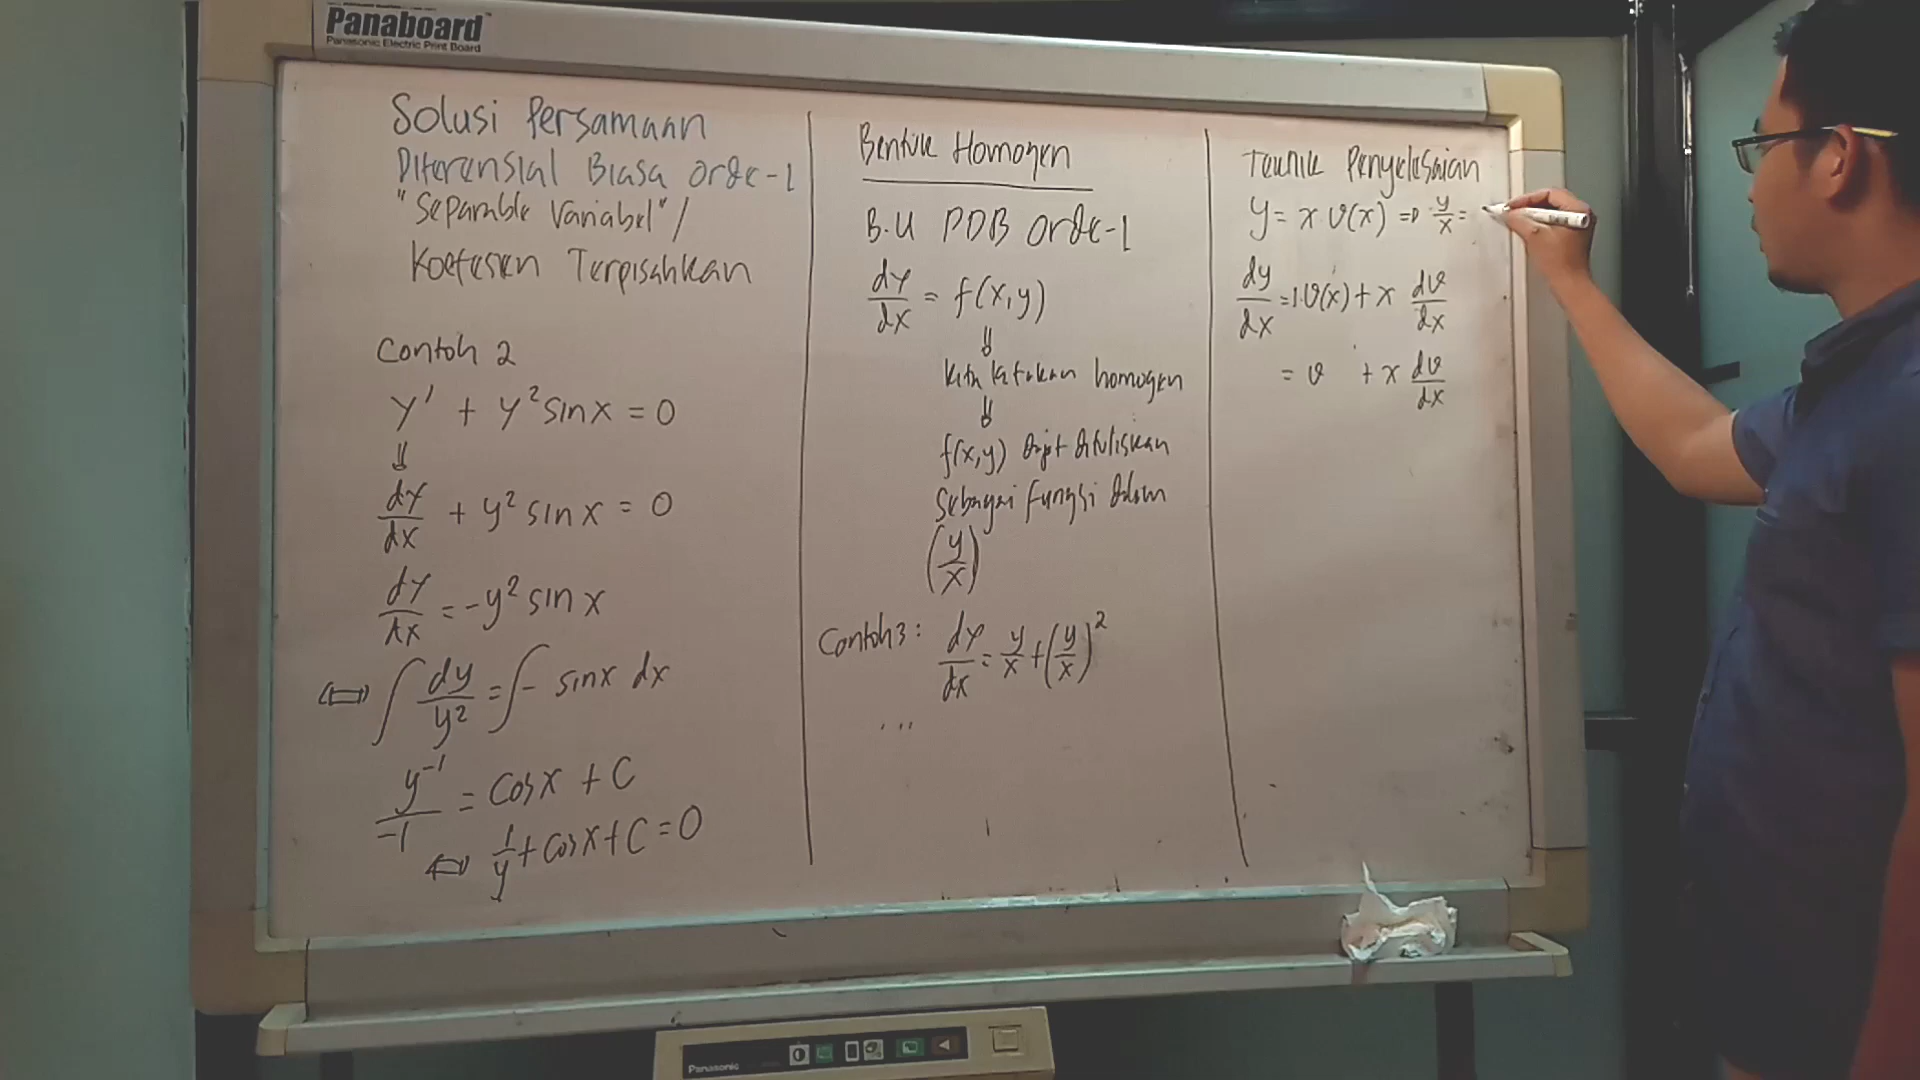 Panaboard
Panasonic Electric Print Board
Solusi Persamaan
Diferensial Biasa Orde-1
"Separable Variabel" /
Koefesien Terpisahkan
Contoh 2
y' + y² sin x = 0
⇓
dy/dx + y² sin x = 0
dy/dx = -y² sin x
⇔ ∫ dy/y² = ∫ - sin x dx
y⁻¹/-1 = cos x + C
⇔ 1/y + cos x + C = 0
Bentuk Homogen
B.U PDB Orde-1
dy/dx = f(x,y)
⇓
kita katakan homogen
⇓
f(x,y) dapt dituliskan
sebagai fungsi dalam
(y/x)
Contoh 3: dy/dx = y/x + (y/x)²
...
Teknik Penyelesaian
y = x.v(x) ⇒ y/x =
dy/dx = 1.v(x) + x dv/dx
= v + x dv/dx
Panasonic